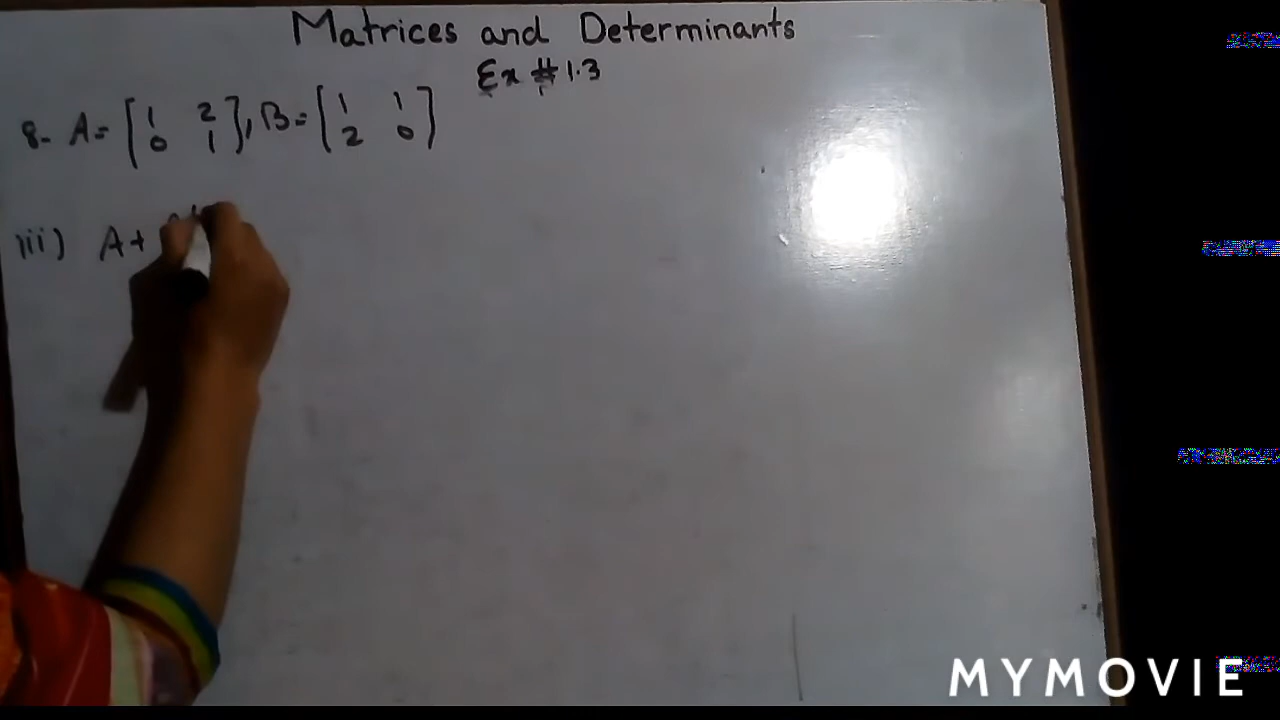 Matrices and Determinants
Ex # 1.3
8- A= [1 2
0 1], B= [1 1
2 0]
iii) A+
MYMOVIE